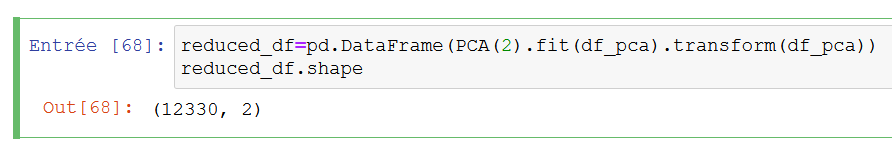 Entrée [68]: reduced_df=pd.DataFrame(PCA(2).fit(df_pca).transform(df_pca))
reduced_df.shape
Out[68]: (12330, 2)